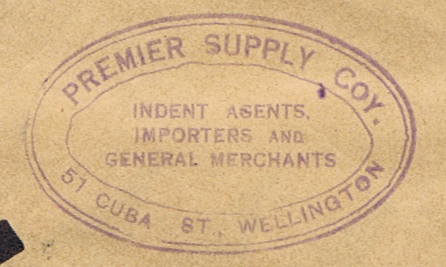 PREMIER SUPPLY COY.
INDENT AGENTS,
IMPORTERS AND
GENERAL MERCHANTS
51 CUBA ST., WELLINGTON